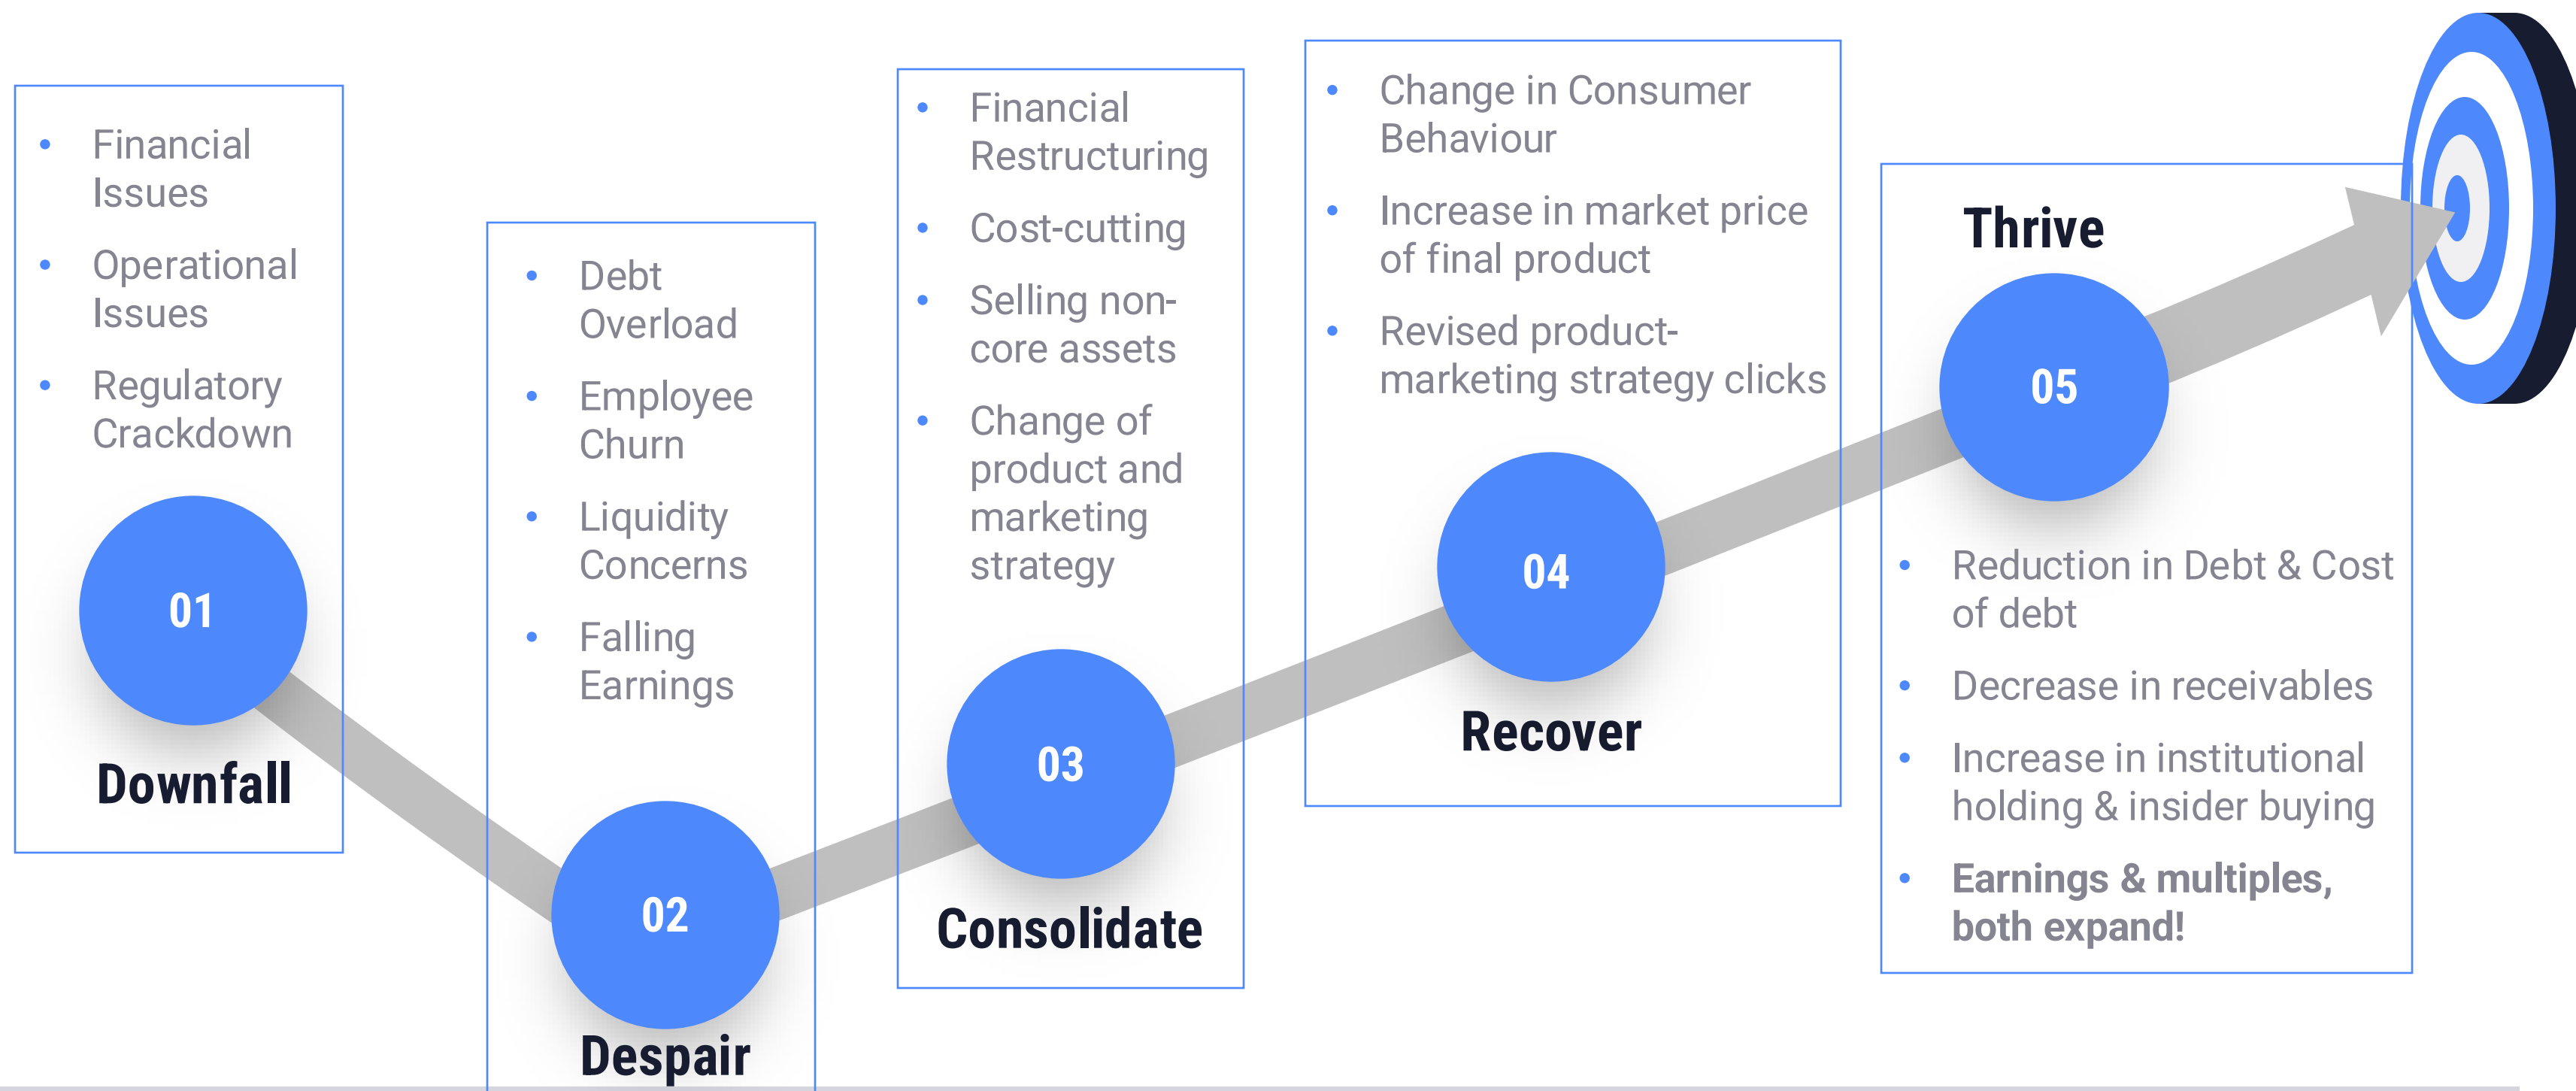 • Financial
Issues
• Operational
Issues
• Regulatory
Crackdown
01
Downfall
• Debt
Overload
• Employee
Churn
• Liquidity
Concerns
• Falling
Earnings
02
Despair
• Financial
Restructuring
• Cost-cutting
• Selling non-
core assets
• Change of
product and
marketing
strategy
03
Consolidate
• Change in Consumer
Behaviour
• Increase in market price
of final product
• Revised product-
marketing strategy clicks
04
Recover
Thrive
05
• Reduction in Debt & Cost
of debt
• Decrease in receivables
• Increase in institutional
holding & insider buying
• Earnings & multiples,
both expand!